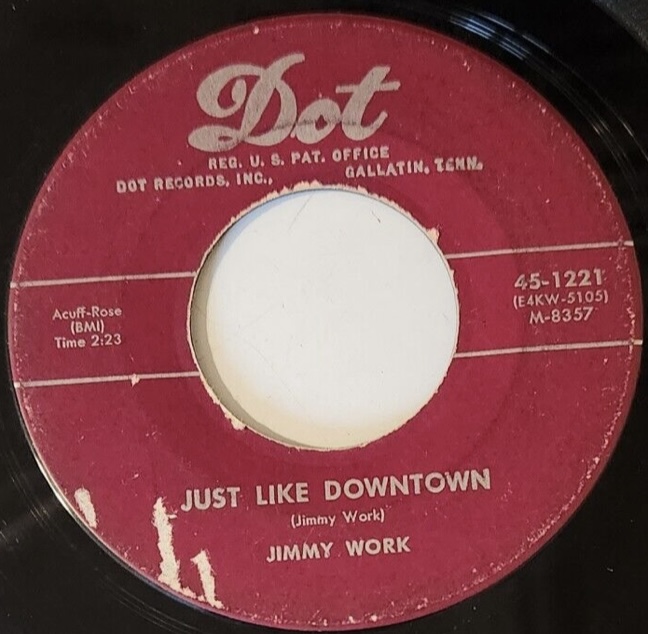 Dot
REG. U. S. PAT. OFFICE
DOT RECORDS, INC., GALLATIN, TENN.
Acuff-Rose
(BMI)
Time 2:23
45-1221
(E4KW-5105)
M-8357
JUST LIKE DOWNTOWN
(Jimmy Work)
JIMMY WORK